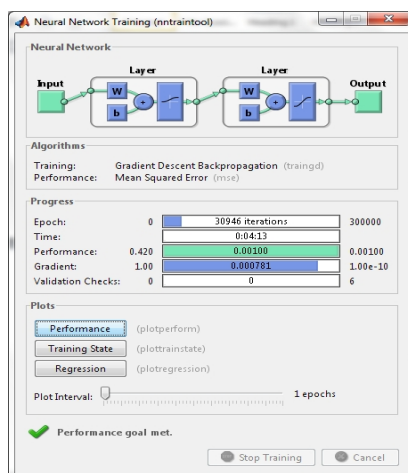 Neural Network Training (nntraintool)
Neural Network
Layer Layer
Input Output
W W
+ +
b b
Algorithms
Training: Gradient Descent Backpropagation (traingd)
Performance: Mean Squared Error (mse)
Progress
Epoch: 0 30946 iterations 300000
Time: 0:04:13
Performance: 0.420 0.00100 0.00100
Gradient: 1.00 0.000781 1.00e-10
Validation Checks: 0 0 6
Plots
Performance (plotperform)
Training State (plottrainstate)
Regression (plotregression)
Plot Interval: 1 epochs
Performance goal met.
Stop Training Cancel